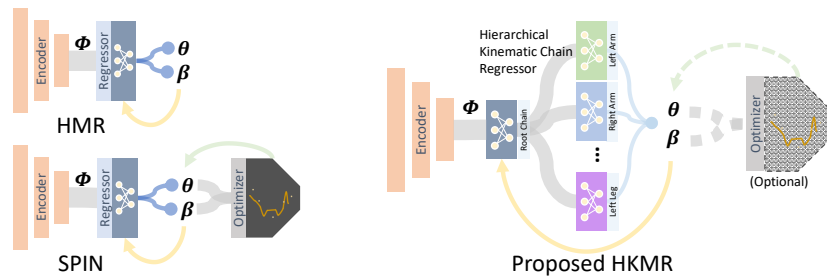 Encoder
Φ
Regressor
θ
β
HMR
Encoder
Φ
Regressor
θ
β
Optimizer
SPIN
Hierarchical
Kinematic Chain
Regressor
Encoder
Φ
Root Chain
Left Arm
Right Arm
...
Left Leg
θ
β
Optimizer
(Optional)
Proposed HKMR